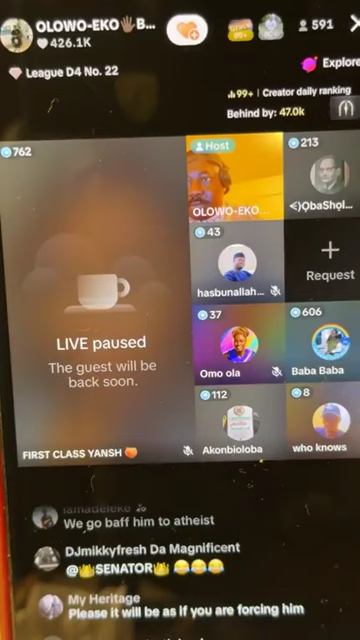 OLOWO-EKO🖐🏾B...
426.1K
591
League D4 No. 22
Explore
99+ | Creator daily ranking
Behind by: 47.0k
762
Host
OLOWO-EKO...
213
43
hasbunallah...
Request
LIVE paused
The guest will be
back soon.
37
Omo ola
606
Baba Baba
FIRST CLASS YANSH 🍑
112
Akonbioloba
8
who knows
iamadeleke
We go baff him to atheist
DJmikkyfresh Da Magnificent
@👑SENATOR👑 😂😂😂
My Heritage
Please it will be as if you are forcing him